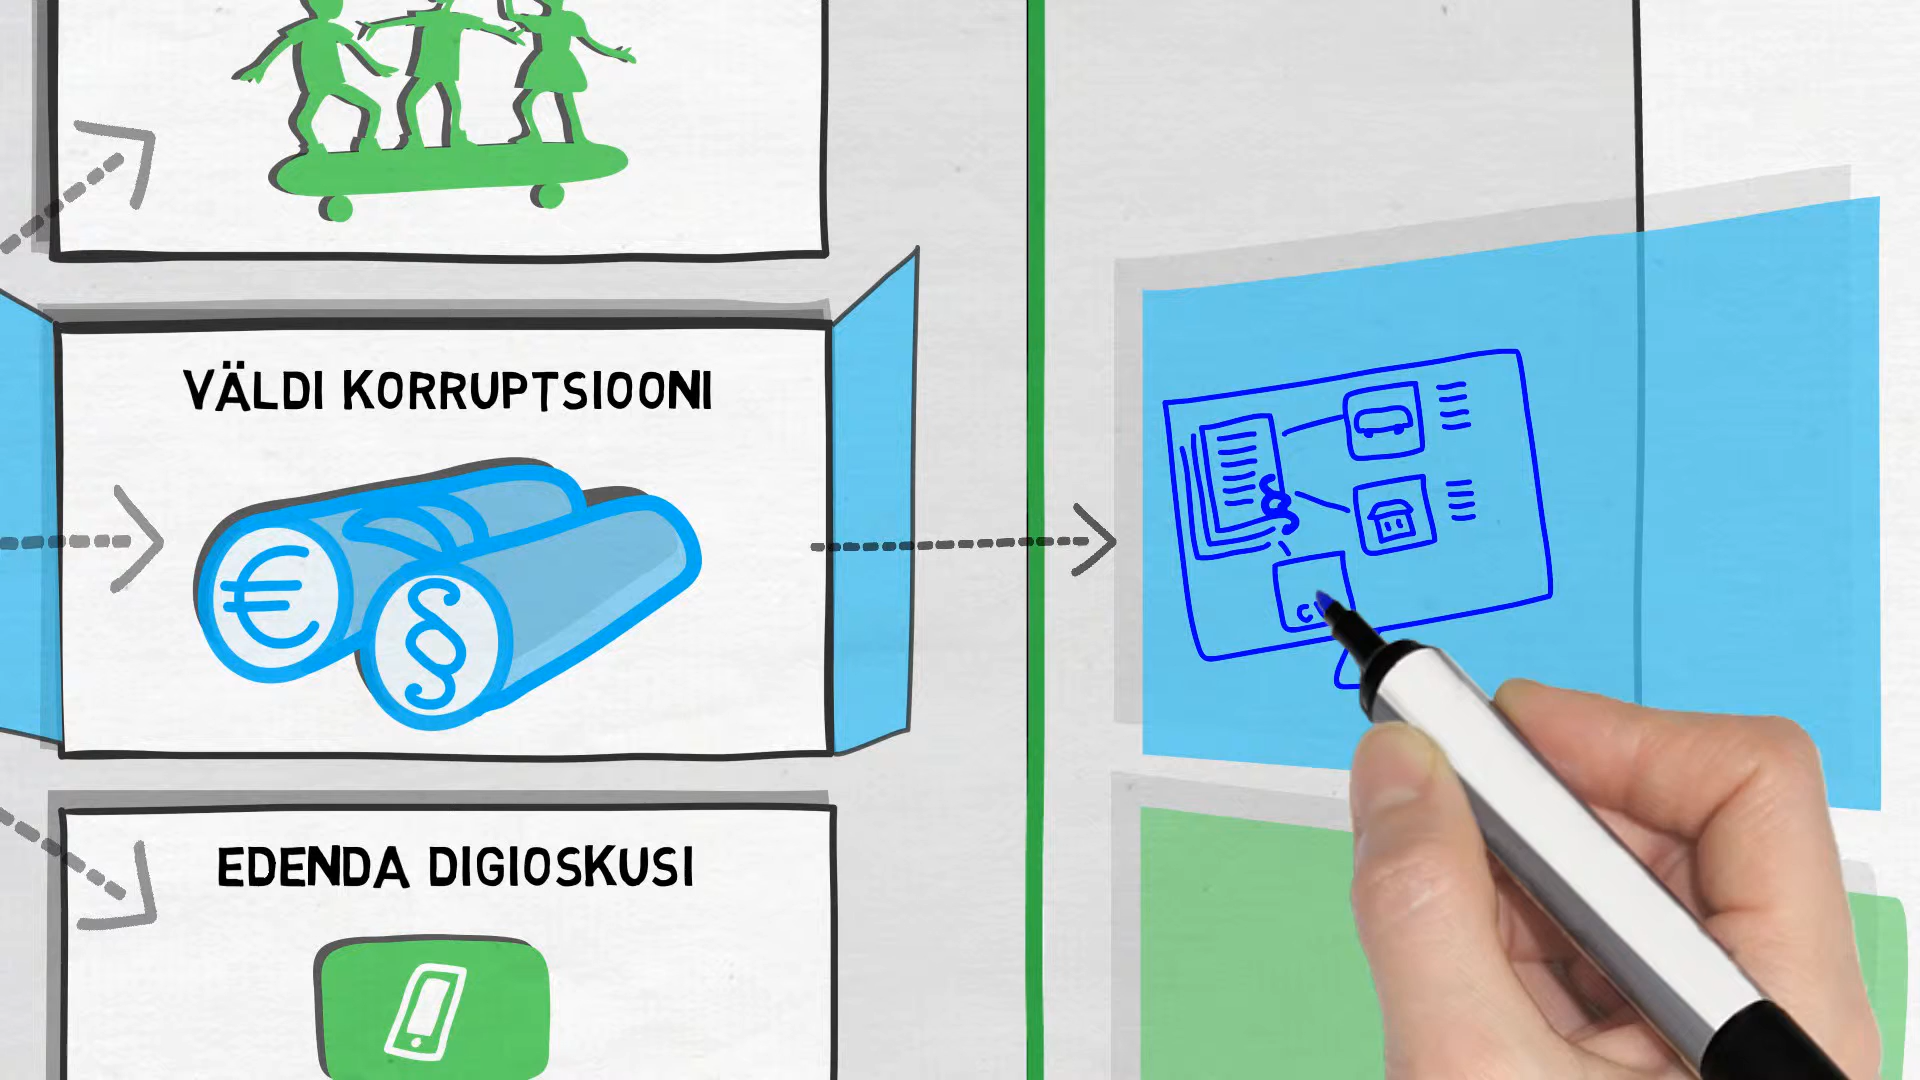 VÄLDI KORRUPTSIOONI
€
§
§
EDENDA DIGIOSKUSI